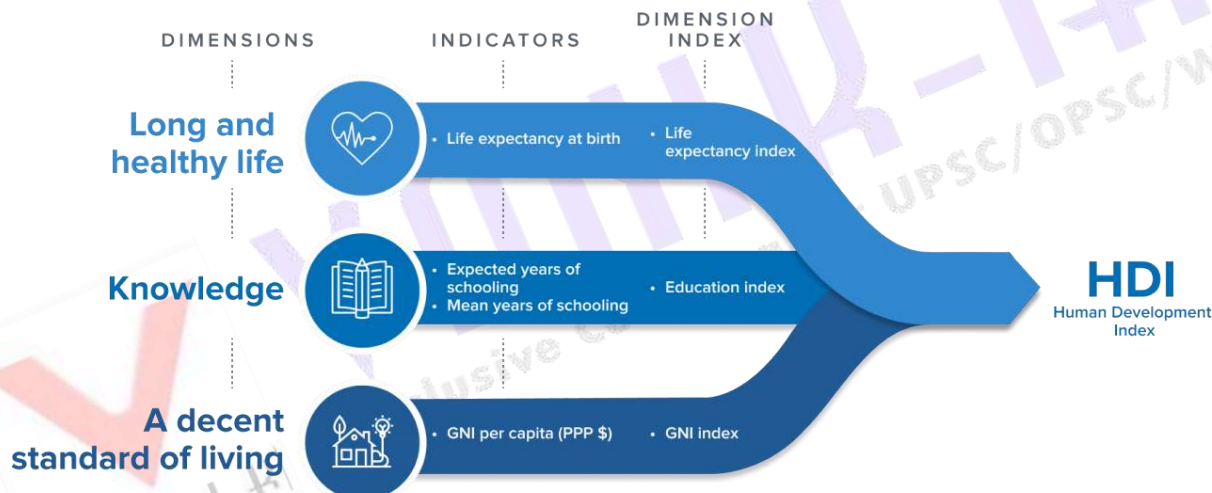 DIMENSIONS
INDICATORS
DIMENSION
INDEX
Long and
healthy life
• Life expectancy at birth
• Life
expectancy index
Knowledge
• Expected years of
schooling
• Mean years of schooling
• Education index
A decent
standard of living
• GNI per capita (PPP $)
• GNI index
HDI
Human Development
Index
UPSC/OPSC/W